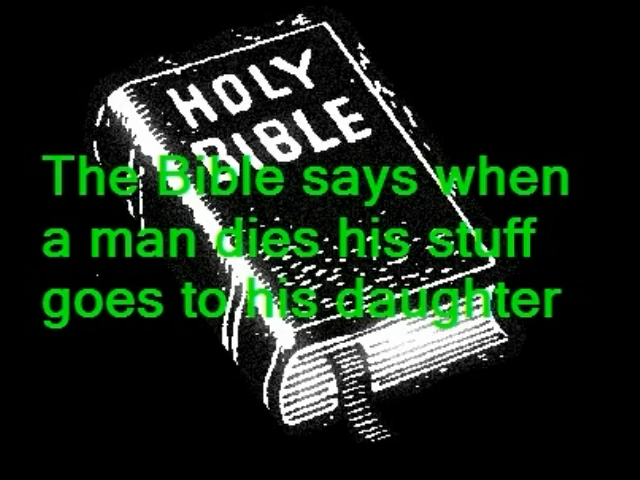 HOLY
BIBLE
The Bible says when
a man dies his stuff
goes to his daughter